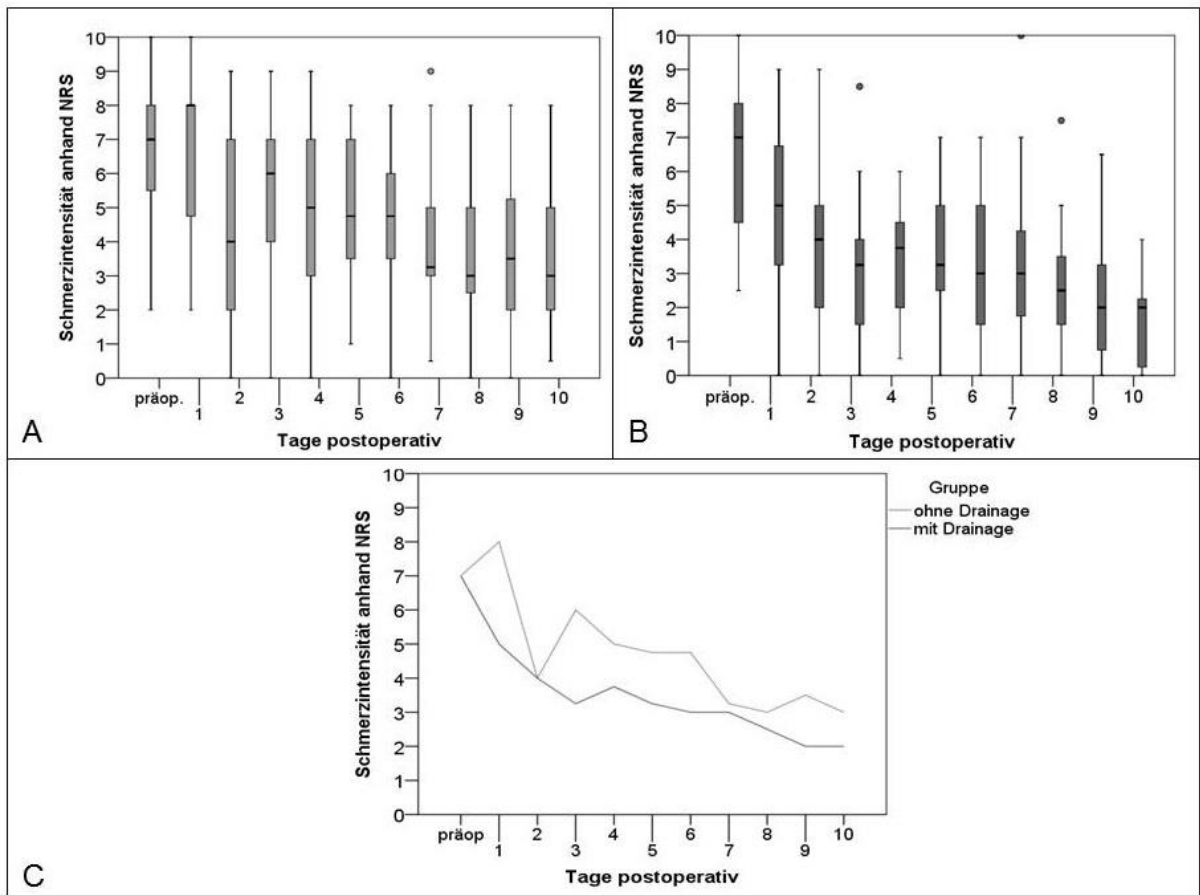 Schmerzintensität anhand NRS
10
9
8
7
6
5
4
3
2
1
0
präop. 2 4 6 8 10
1 3 5 7 9
Tage postoperativ
A
Schmerzintensität anhand NRS
10
9
8
7
6
5
4
3
2
1
0
präop. 2 4 6 8 10
1 3 5 7 9
Tage postoperativ
B
Schmerzintensität anhand NRS
10
9
8
7
6
5
4
3
2
1
0
präop 2 4 6 8 10
1 3 5 7 9
Tage postoperativ
Gruppe
ohne Drainage
mit Drainage
C